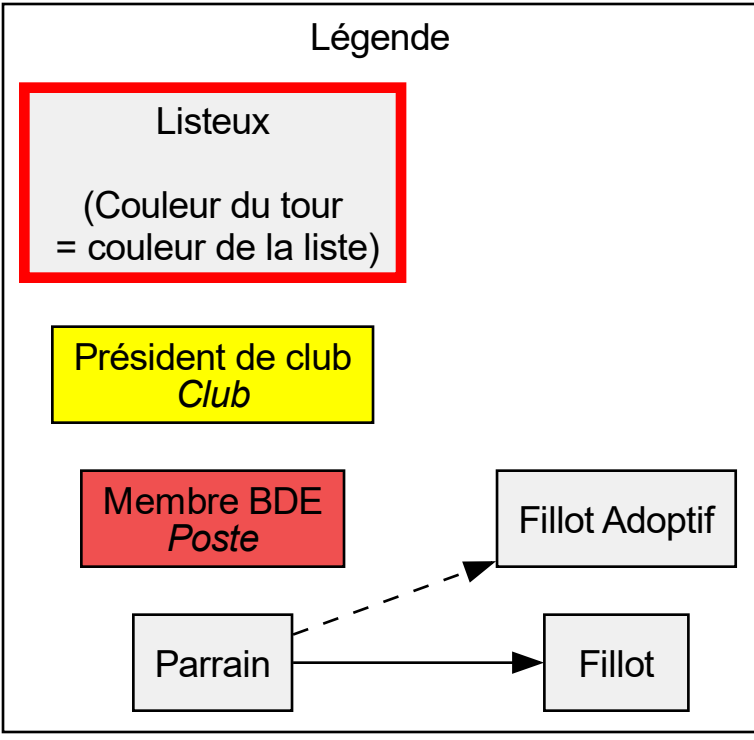 Légende
Listeux
(Couleur du tour
= couleur de la liste)
Président de club
Club
Membre BDE
Poste
Fillot Adoptif
Parrain
Fillot